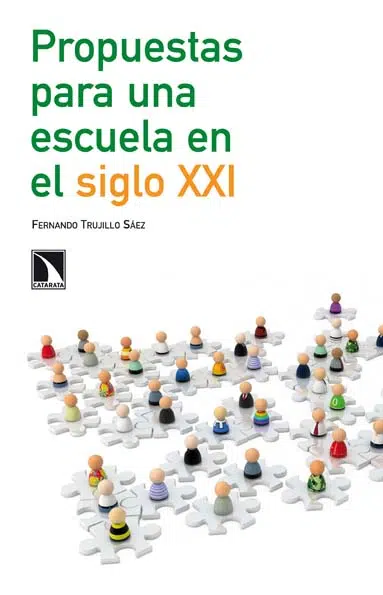 Propuestas
para una
escuela en
el siglo XXI
FERNANDO TRUJILLO SÁEZ
CATARATA